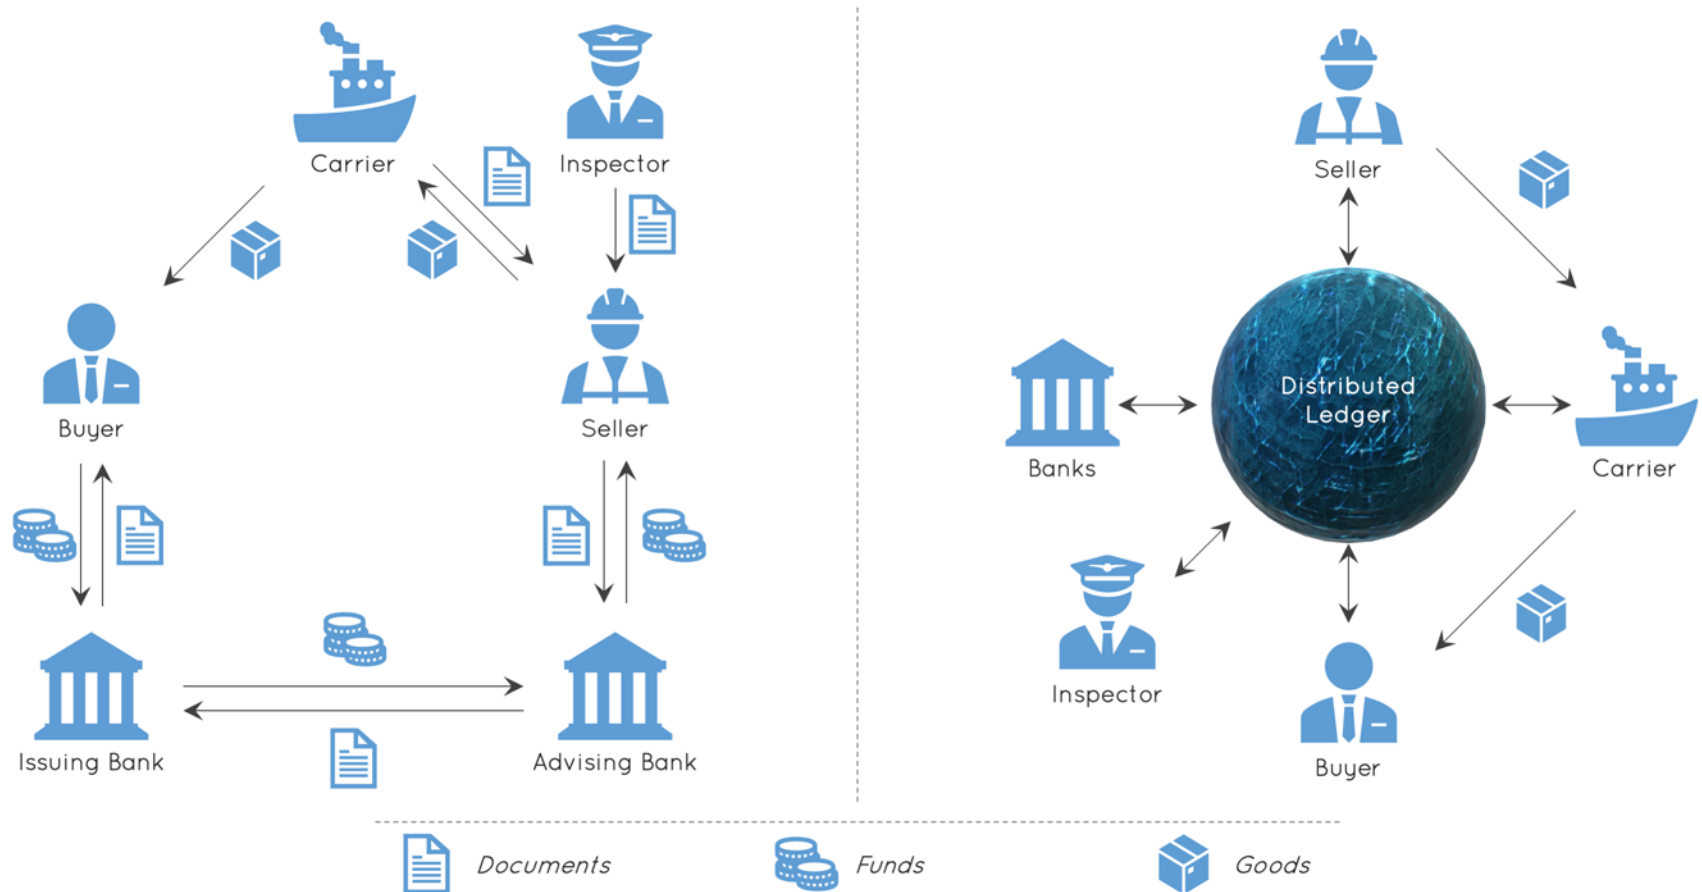 Carrier
Inspector
Buyer
Seller
Issuing Bank
Advising Bank
Seller
Distributed
Ledger
Banks
Carrier
Inspector
Buyer
Documents
Funds
Goods